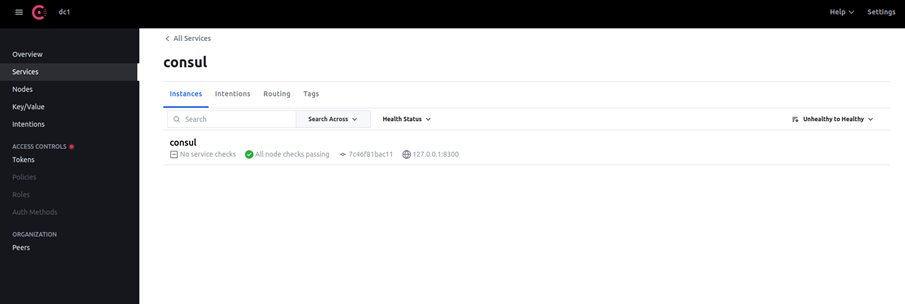 dc1
Help
Settings
Overview
Services
Nodes
Key/Value
Intentions
ACCESS CONTROLS
Tokens
Policies
Roles
Auth Methods
ORGANIZATION
Peers
All Services
consul
Instances Intentions Routing Tags
Search Search Across Health Status Unhealthy to Healthy
consul
No service checks All node checks passing 7c46f81bac11 127.0.0.1:8300